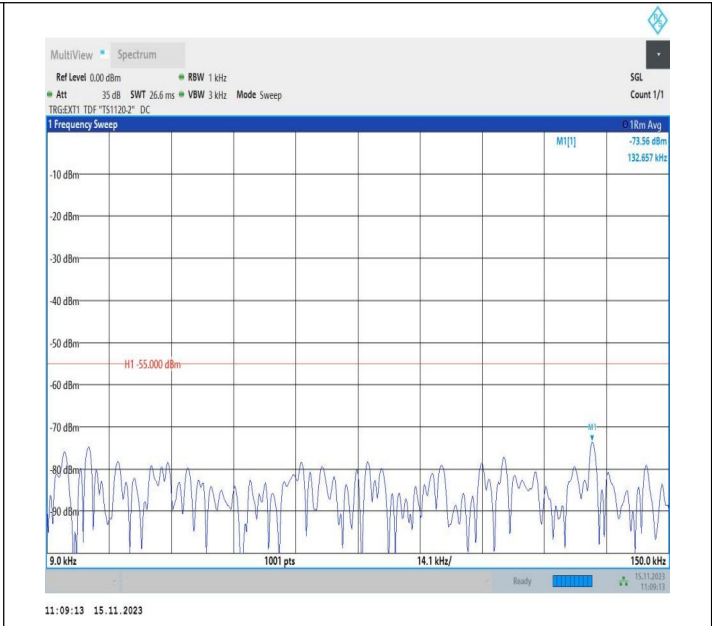 R S
MultiView Spectrum
Ref Level 0.00 dBm RBW 1 kHz SGL
Att 35 dB SWT 26.6 ms VBW 3 kHz Mode Sweep Count 1/1
TRG:EXT1 TDF "TS1120-2" DC
1 Frequency Sweep 1Rm Avg
M1[1] -73.56 dBm
132.657 kHz
-10 dBm
-20 dBm
-30 dBm
-40 dBm
-50 dBm
H1 -55.000 dBm
-60 dBm
-70 dBm
M1
-80 dBm
-90 dBm
9.0 kHz 1001 pts 14.1 kHz/ 150.0 kHz
Ready 15.11.2023
11:09:13
11:09:13 15.11.2023